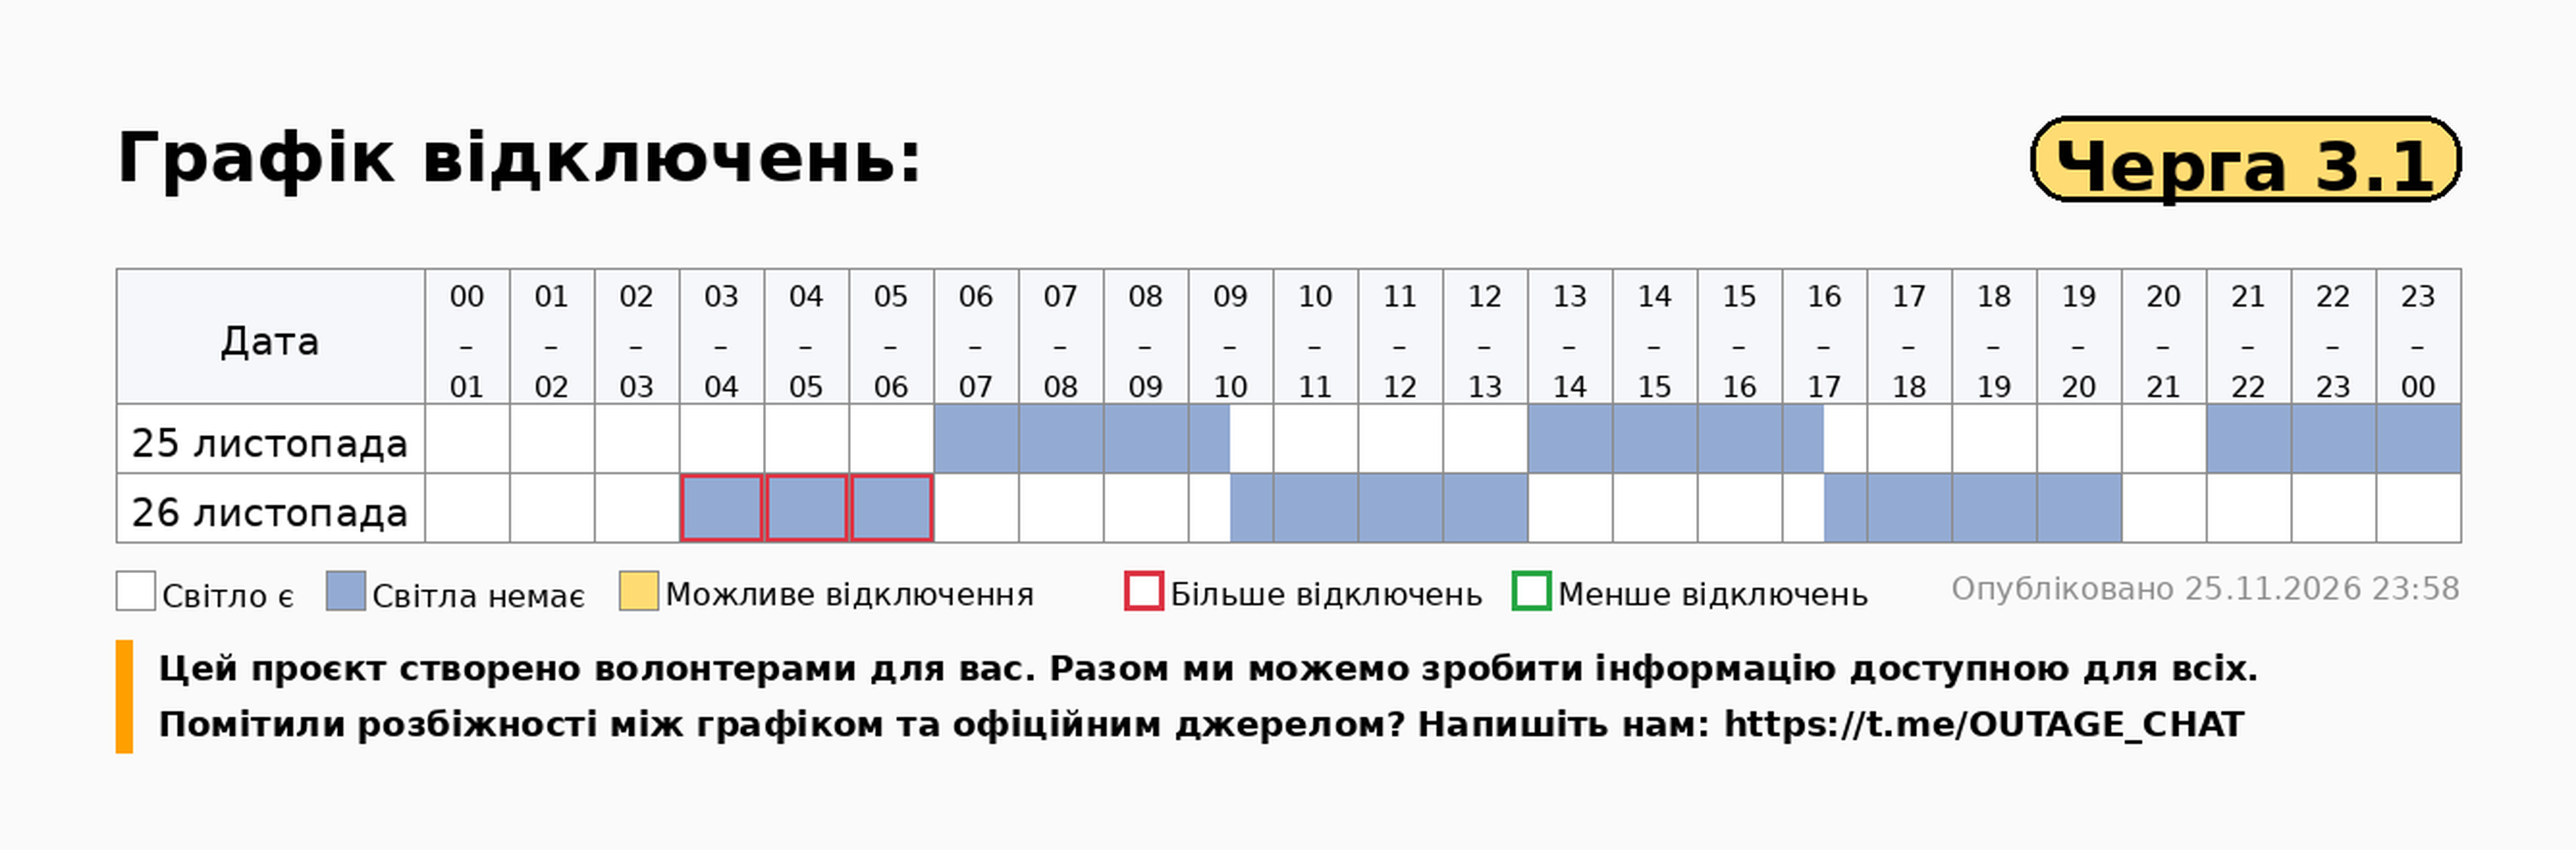 Графік відключень:
Черга 3.1
Дата
00 – 01
01 – 02
02 – 03
03 – 04
04 – 05
05 – 06
06 – 07
07 – 08
08 – 09
09 – 10
10 – 11
11 – 12
12 – 13
13 – 14
14 – 15
15 – 16
16 – 17
17 – 18
18 – 19
19 – 20
20 – 21
21 – 22
22 – 23
23 – 00
25 листопада
26 листопада
Світло є
Світла немає
Можливе відключення
Більше відключень
Менше відключень
Опубліковано 25.11.2026 23:58
Цей проєкт створено волонтерами для вас. Разом ми можемо зробити інформацію доступною для всіх.
Помітили розбіжності між графіком та офіційним джерелом? Напишіть нам: https://t.me/OUTAGE_CHAT